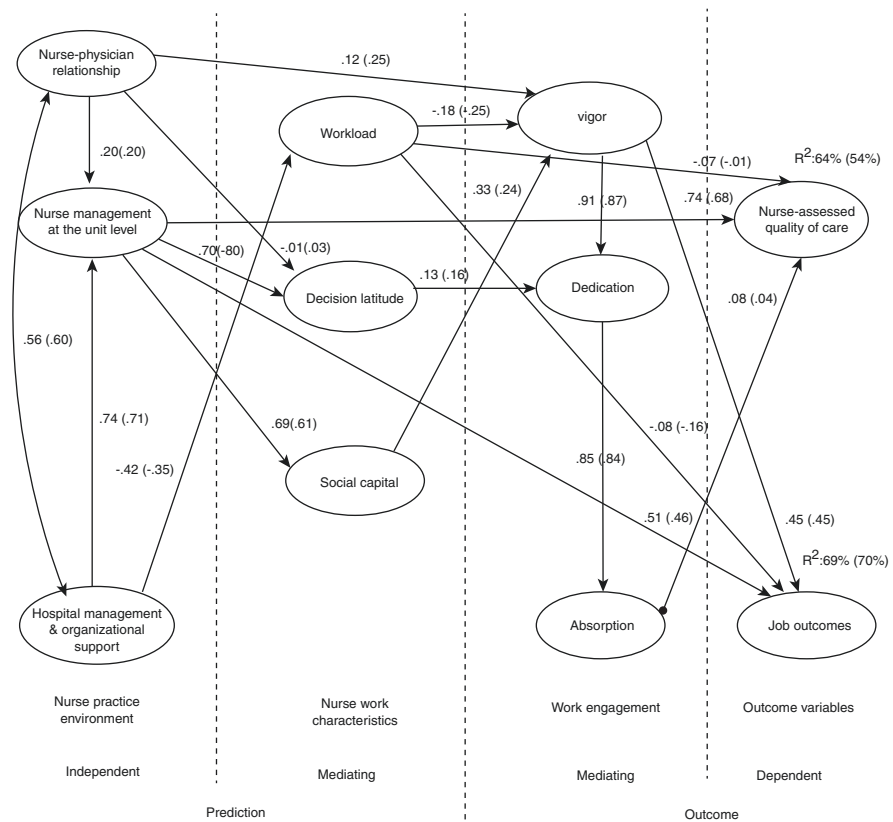 Nurse-physician
relationship
.12 (.25)
-.18 (-.25)
vigor
Workload
-.07 (-.01)
R2:64% (54%)
.20(.20)
.33 (.24)
.91 (.87)
.74 (.68)
Nurse management
at the unit level
Nurse-assessed
quality of care
.70(-80)
-.01(.03)
.13 (.16)
Decision latitude
Dedication
.08 (.04)
.56 (.60)
.74 (.71)
.69(.61)
-.08 (-.16)
-.42 (-.35)
.85 (.84)
Social capital
.51 (.46)
.45 (.45)
R2:69% (70%)
Hospital management
& organizational
support
Absorption
Job outcomes
Nurse practice
environment
Nurse work
characteristics
Work engagement
Outcome variables
Independent
Mediating
Mediating
Dependent
Prediction
Outcome